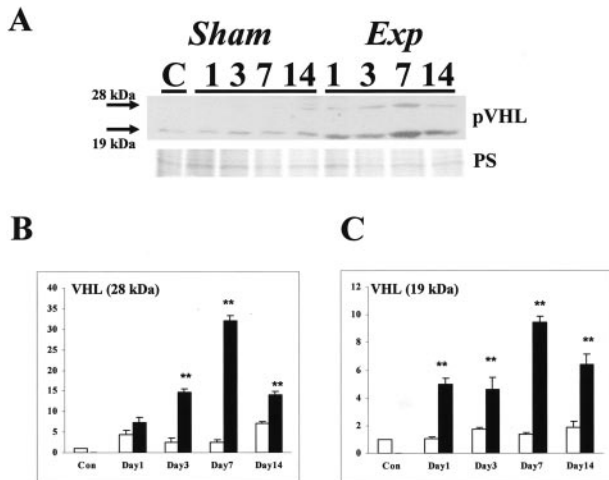 A
Sham Exp
C 1 3 7 14 1 3 7 14
28 kDa
pVHL
19 kDa
PS
B
C
VHL (28 kDa)
40
35
30
25
20
15
10
5
0
**
**
**
Con Day1 Day3 Day7 Day14
VHL (19 kDa)
12
10
8
6
4
2
0
**
**
**
**
Con Day1 Day3 Day7 Day14